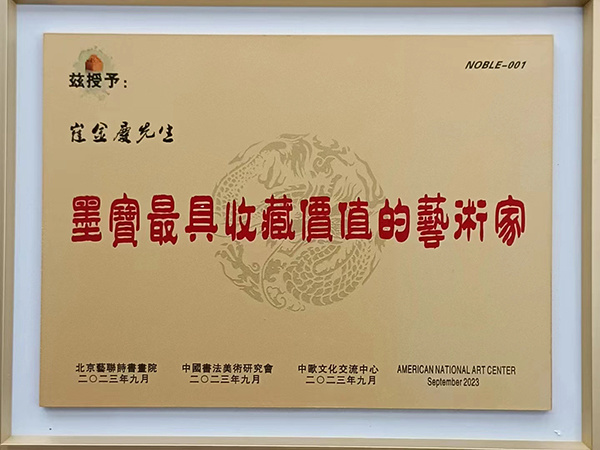 NOBLE-001
兹授予：
崔金慶先生
墨寶最具收藏價值的藝術家
北京藝聯詩書畫院
二〇二三年九月
中國書法美術研究會
二〇二三年九月
中歐文化交流中心
二〇二三年九月
AMERICAN NATIONAL ART CENTER
September 2023